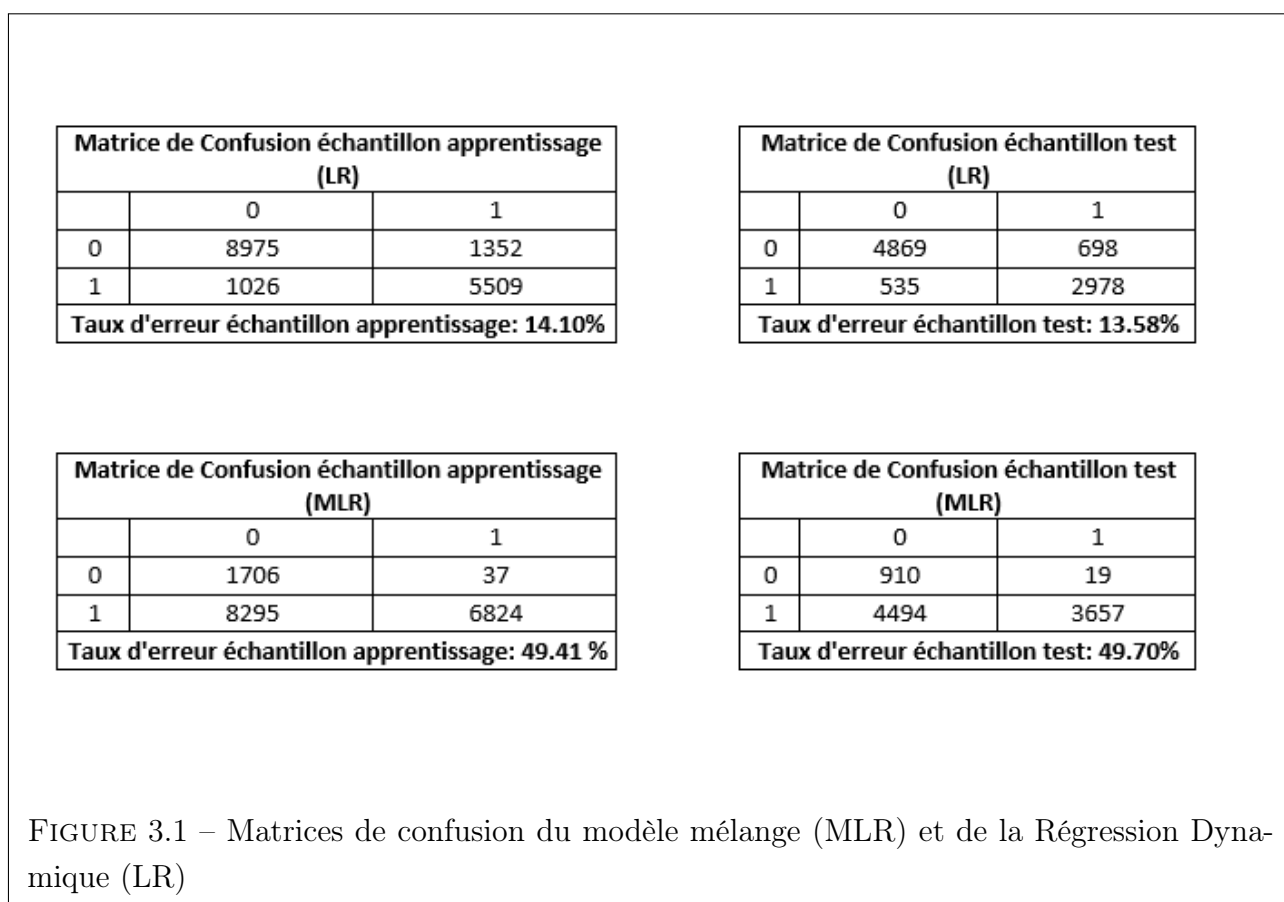 Matrice de Confusion échantillon apprentissage
(LR)
0 1
0 8975 1352
1 1026 5509
Taux d'erreur échantillon apprentissage: 14.10%
Matrice de Confusion échantillon test
(LR)
0 1
0 4869 698
1 535 2978
Taux d'erreur échantillon test: 13.58%
Matrice de Confusion échantillon apprentissage
(MLR)
0 1
0 1706 37
1 8295 6824
Taux d'erreur échantillon apprentissage: 49.41 %
Matrice de Confusion échantillon test
(MLR)
0 1
0 910 19
1 4494 3657
Taux d'erreur échantillon test: 49.70%
FIGURE 3.1 – Matrices de confusion du modèle mélange (MLR) et de la Régression Dyna-
mique (LR)